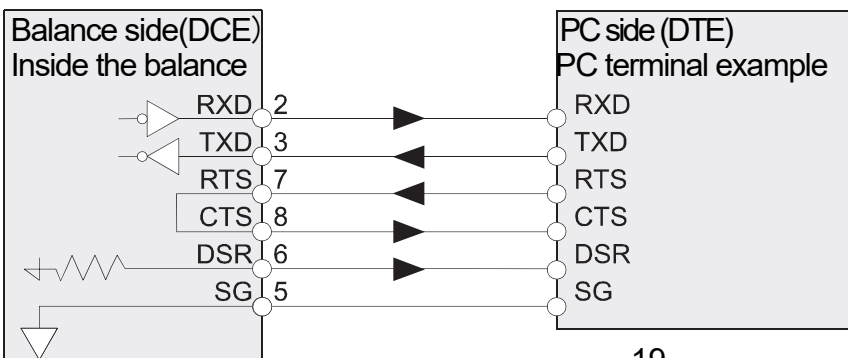 Balance side(DCE)
Inside the balance
PC side (DTE)
PC terminal example
RXD 2 RXD
TXD 3 TXD
RTS 7 RTS
CTS 8 CTS
DSR 6 DSR
SG 5 SG